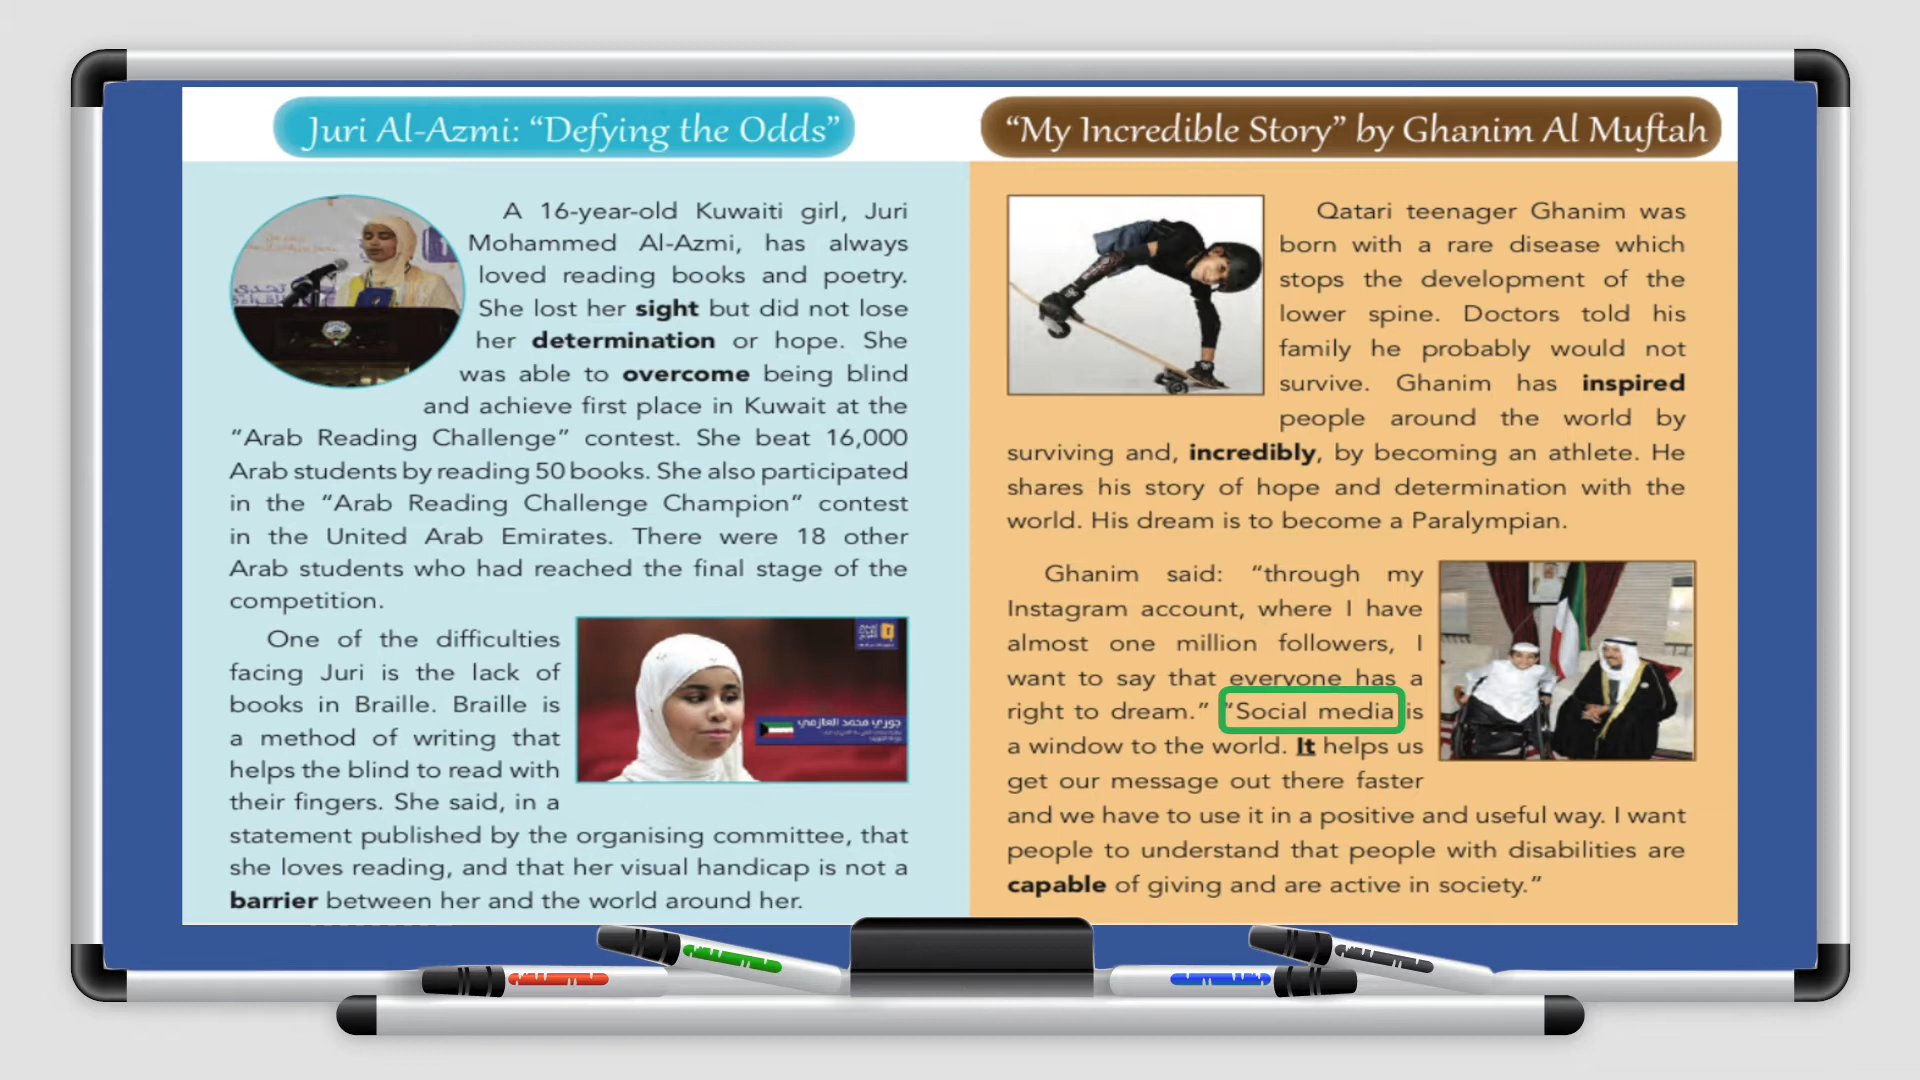 Juri Al-Azmi: “Defying the Odds”
A 16-year-old Kuwaiti girl, Juri
Mohammed Al-Azmi, has always
loved reading books and poetry.
She lost her sight but did not lose
her determination or hope. She
was able to overcome being blind
and achieve first place in Kuwait at the
“Arab Reading Challenge” contest. She beat 16,000
Arab students by reading 50 books. She also participated
in the “Arab Reading Challenge Champion” contest
in the United Arab Emirates. There were 18 other
Arab students who had reached the final stage of the
competition.
One of the difficulties
facing Juri is the lack of
books in Braille. Braille is
a method of writing that
helps the blind to read with
their fingers. She said, in a
statement published by the organising committee, that
she loves reading, and that her visual handicap is not a
barrier between her and the world around her.
جوري محمد العازمي
“My Incredible Story” by Ghanim Al Muftah
Qatari teenager Ghanim was
born with a rare disease which
stops the development of the
lower spine. Doctors told his
family he probably would not
survive. Ghanim has inspired
people around the world by
surviving and, incredibly, by becoming an athlete. He
shares his story of hope and determination with the
world. His dream is to become a Paralympian.
Ghanim said: “through my
Instagram account, where I have
almost one million followers, I
want to say that everyone has a
right to dream.” “Social media is
a window to the world. It helps us
get our message out there faster
and we have to use it in a positive and useful way. I want
people to understand that people with disabilities are
capable of giving and are active in society.”